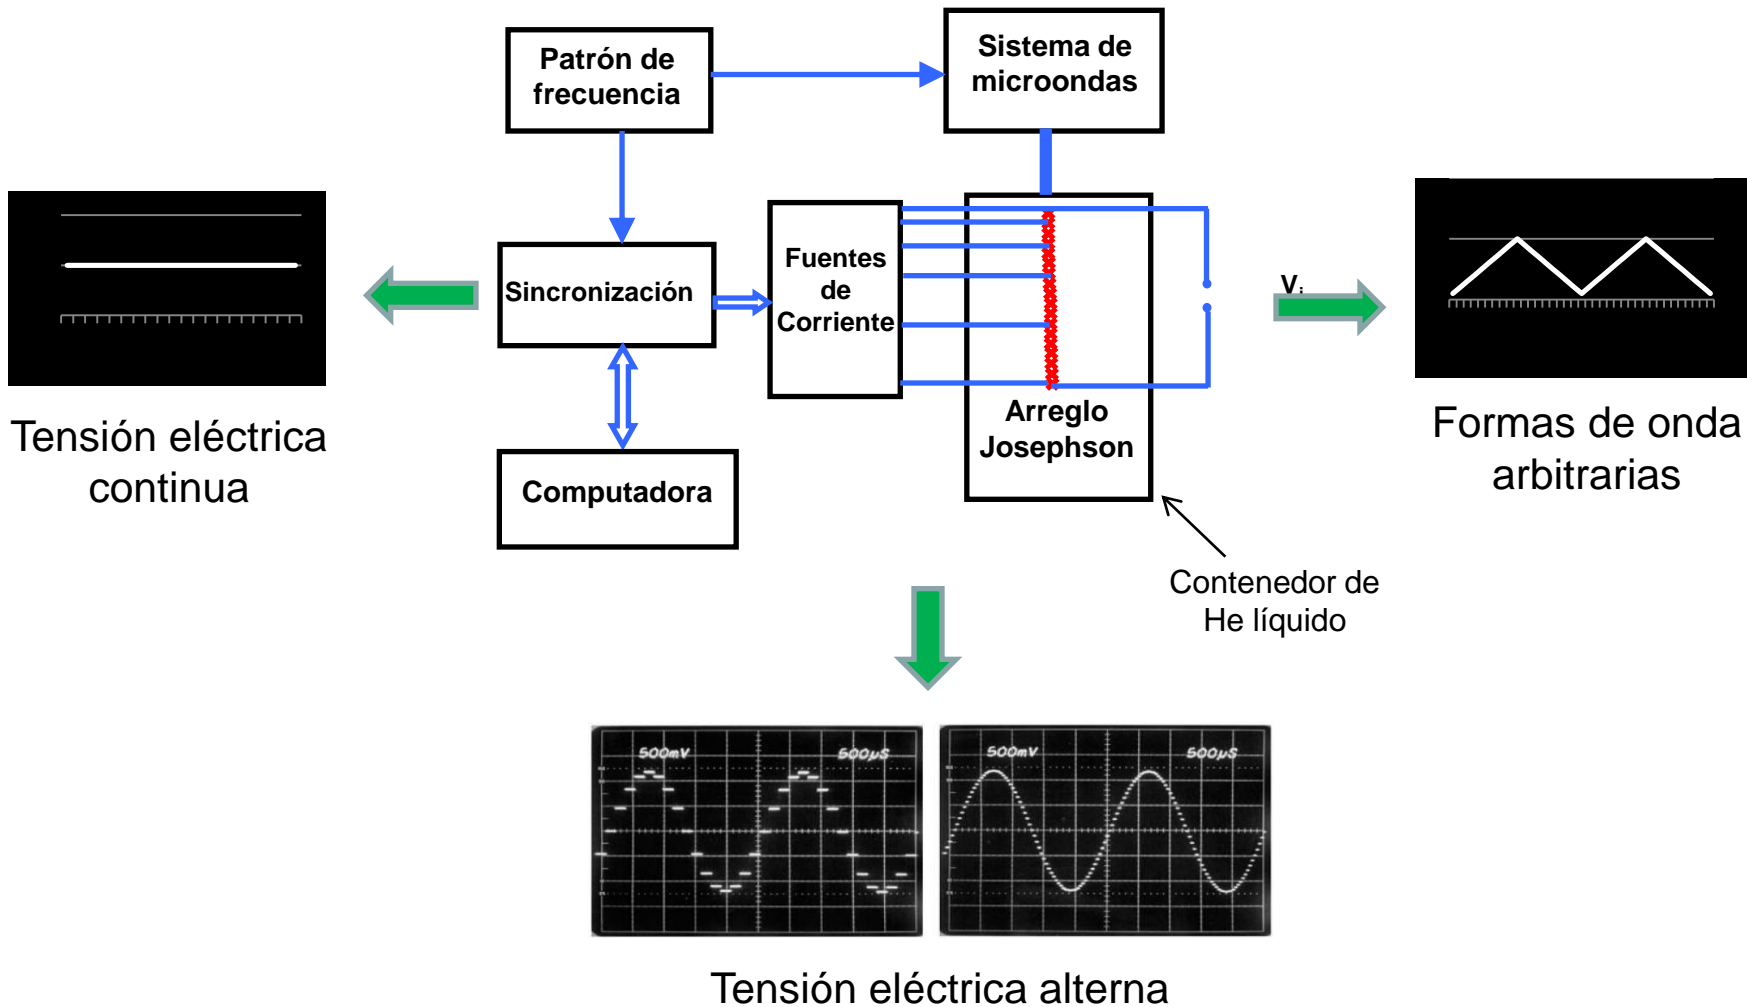 Patrón de
frecuencia
Sistema de
microondas
Sincronización
Fuentes
de
Corriente
Vⱼ
Arreglo
Josephson
Computadora
Tensión eléctrica
continua
Formas de onda
arbitrarias
Contenedor de
He líquido
500mV 500µS
500mV 500µS
Tensión eléctrica alterna